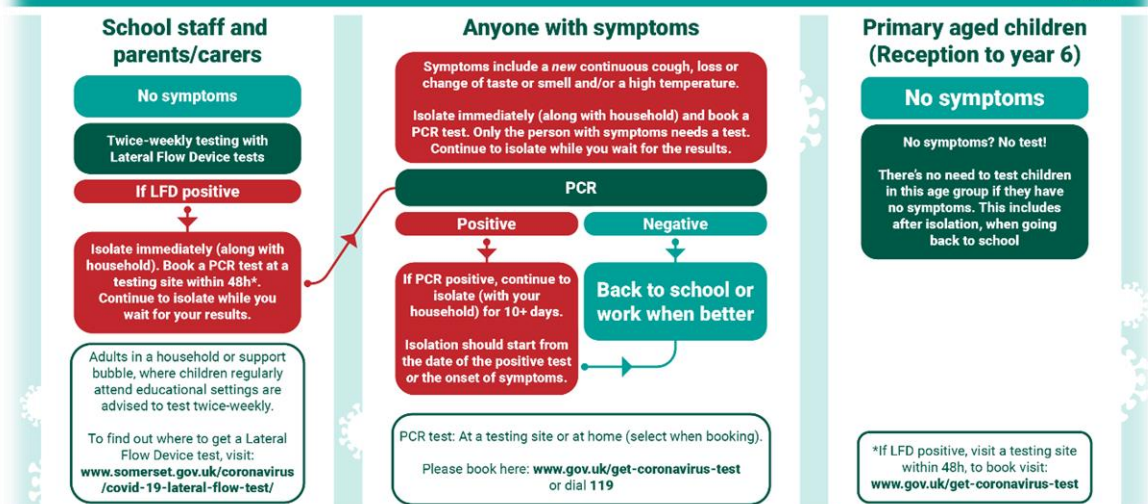 School staff and
parents/carers
No symptoms
Twice-weekly testing with
Lateral Flow Device tests
If LFD positive
Isolate immediately (along with
household). Book a PCR test at a
testing site within 48h*.
Continue to isolate while you
wait for your results.
Adults in a household or support
bubble, where children regularly
attend educational settings are
advised to test twice-weekly.
To find out where to get a Lateral
Flow Device test, visit:
www.somerset.gov.uk/coronavirus
/covid-19-lateral-flow-test/
Anyone with symptoms
Symptoms include a new continuous cough, loss or
change of taste or smell and/or a high temperature.
Isolate immediately (along with household) and book a
PCR test. Only the person with symptoms needs a test.
Continue to isolate while you wait for the results.
PCR
Positive
If PCR positive, continue to
isolate (with your
household) for 10+ days.
Isolation should start from
the date of the positive test
or the onset of symptoms.
Negative
Back to school or
work when better
PCR test: At a testing site or at home (select when booking).
Please book here: www.gov.uk/get-coronavirus-test
or dial 119
Primary aged children
(Reception to year 6)
No symptoms
No symptoms? No test!
There's no need to test children
in this age group if they have
no symptoms. This includes
after isolation, when going
back to school
*If LFD positive, visit a testing site
within 48h, to book visit:
www.gov.uk/get-coronavirus-test